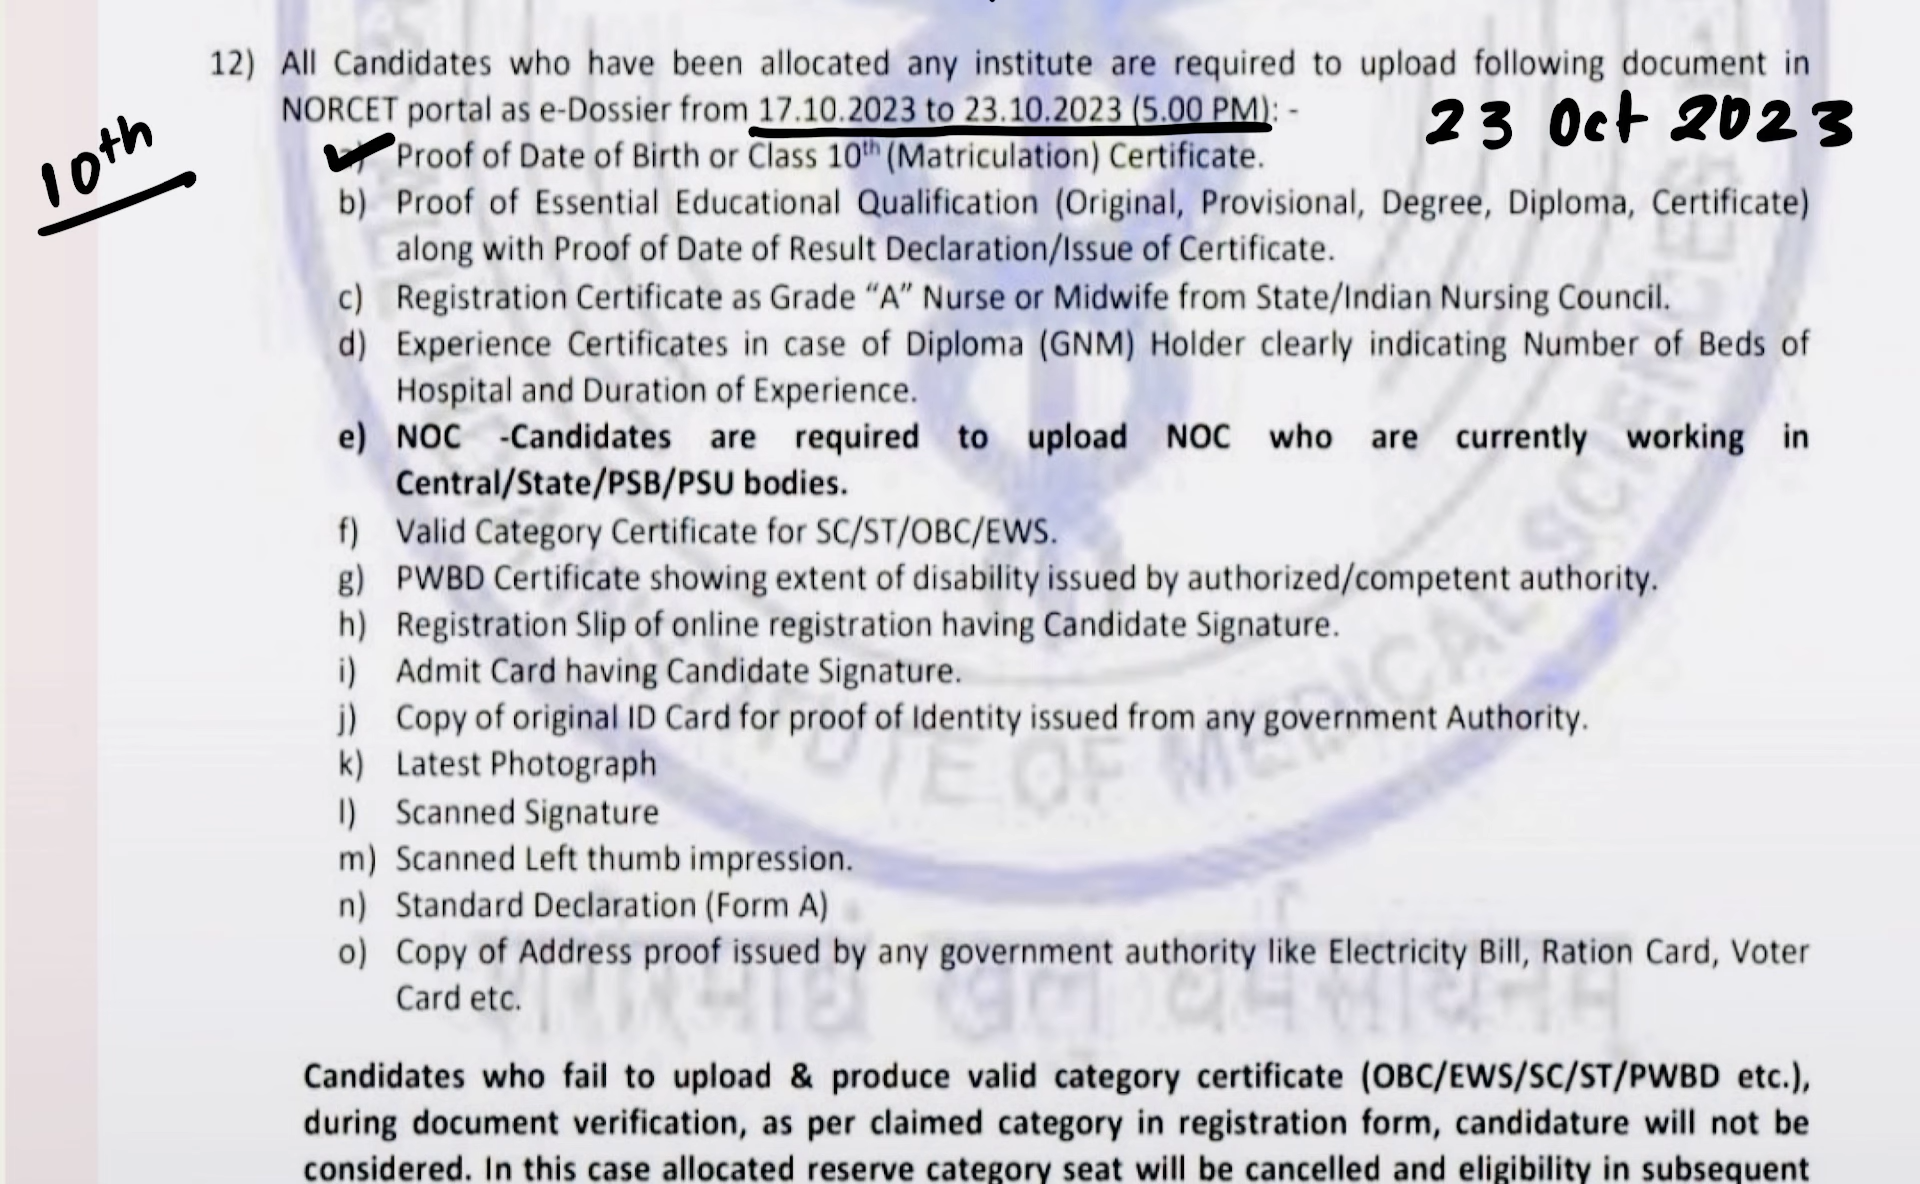 12) All Candidates who have been allocated any institute are required to upload following document in
NORCET portal as e-Dossier from 17.10.2023 to 23.10.2023 (5.00 PM): -
23 Oct 2023
10th
Proof of Date of Birth or Class 10th (Matriculation) Certificate.
b) Proof of Essential Educational Qualification (Original, Provisional, Degree, Diploma, Certificate)
along with Proof of Date of Result Declaration/Issue of Certificate.
c) Registration Certificate as Grade “A” Nurse or Midwife from State/Indian Nursing Council.
d) Experience Certificates in case of Diploma (GNM) Holder clearly indicating Number of Beds of
Hospital and Duration of Experience.
e) NOC -Candidates are required to upload NOC who are currently working in
Central/State/PSB/PSU bodies.
f) Valid Category Certificate for SC/ST/OBC/EWS.
g) PWBD Certificate showing extent of disability issued by authorized/competent authority.
h) Registration Slip of online registration having Candidate Signature.
i) Admit Card having Candidate Signature.
j) Copy of original ID Card for proof of Identity issued from any government Authority.
k) Latest Photograph
l) Scanned Signature
m) Scanned Left thumb impression.
n) Standard Declaration (Form A)
o) Copy of Address proof issued by any government authority like Electricity Bill, Ration Card, Voter
Card etc.
Candidates who fail to upload & produce valid category certificate (OBC/EWS/SC/ST/PWBD etc.),
during document verification, as per claimed category in registration form, candidature will not be
considered. In this case allocated reserve category seat will be cancelled and eligibility in subsequent
OF MEDICAL SCIENCES